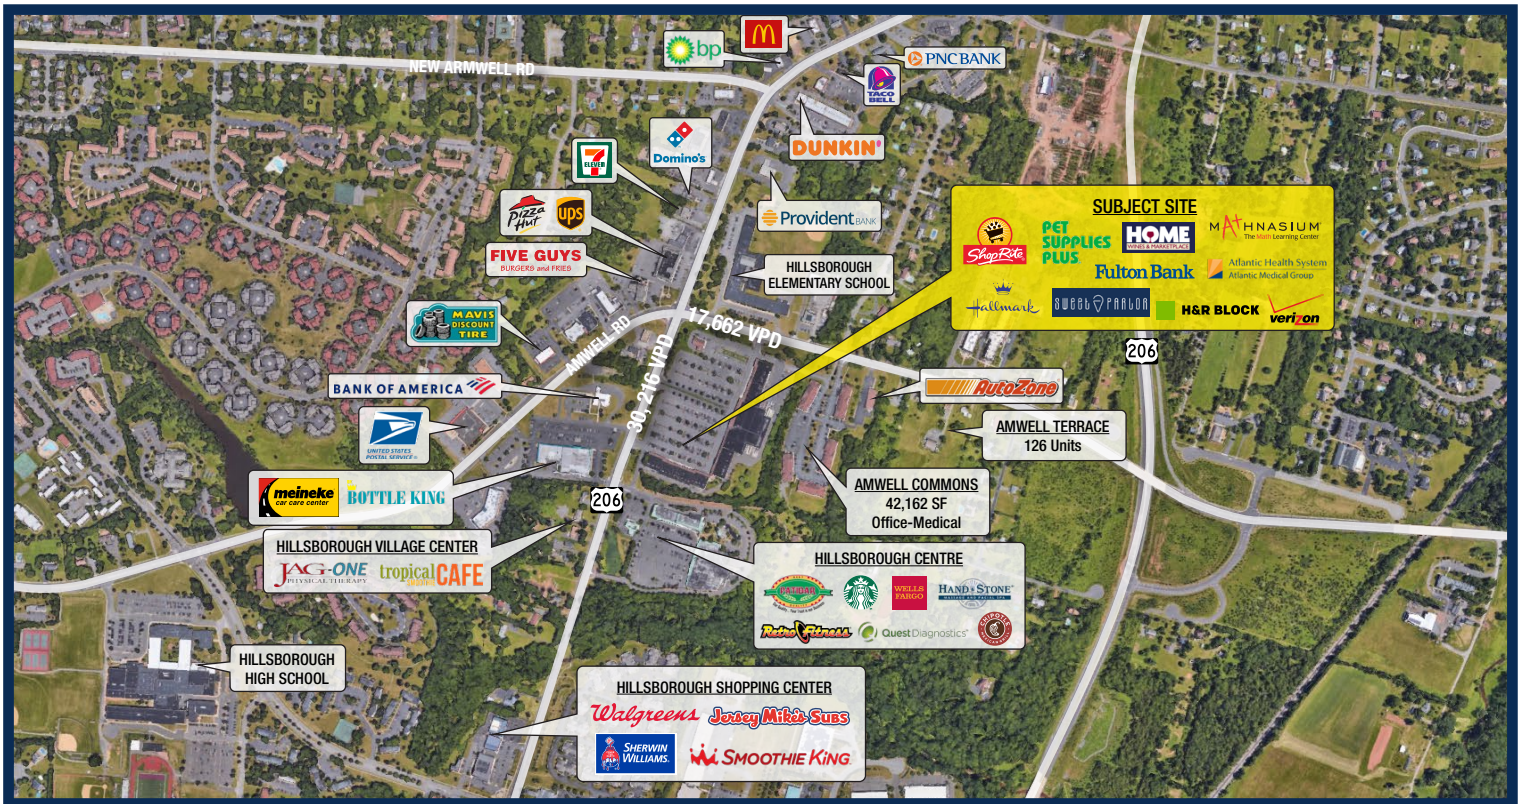 NEW ARMWELL RD
bp
PNC BANK
TACO
BELL
DUNKIN'
Domino's
7
ELEVEN
Pizza
Hut
ups
Provident BANK
FIVE GUYS
BURGERS and FRIES
HILLSBOROUGH
ELEMENTARY SCHOOL
SUBJECT SITE
ShopRite
PET
SUPPLIES
PLUS
HOME
WINES & MARKETPLACE
MATHNASIUM
The Math Learning Center
Fulton Bank
Atlantic Health System
Atlantic Medical Group
Hallmark
SWEET PARLOR
H&R BLOCK
verizon
MAVIS
DISCOUNT
TIRE
AMWELL RD
17,662 VPD
30, 216 VPD
206
BANK OF AMERICA
AutoZone
UNITED STATES
POSTAL SERVICE
AMWELL TERRACE
126 Units
meineke
car care center
BOTTLE KING
206
AMWELL COMMONS
42,162 SF
Office-Medical
HILLSBOROUGH VILLAGE CENTER
JAG-ONE
PHYSICAL THERAPY
tropical
CAFE
HILLSBOROUGH CENTRE
WELLS
FARGO
HAND & STONE
MASSAGE AND FACIAL SPA
Retro Fitness
Quest Diagnostics
CHIPOTLE
HILLSBOROUGH
HIGH SCHOOL
HILLSBOROUGH SHOPPING CENTER
Walgreens
Jersey Mike's SUBS
SHERWIN
WILLIAMS.
SMOOTHIE KING